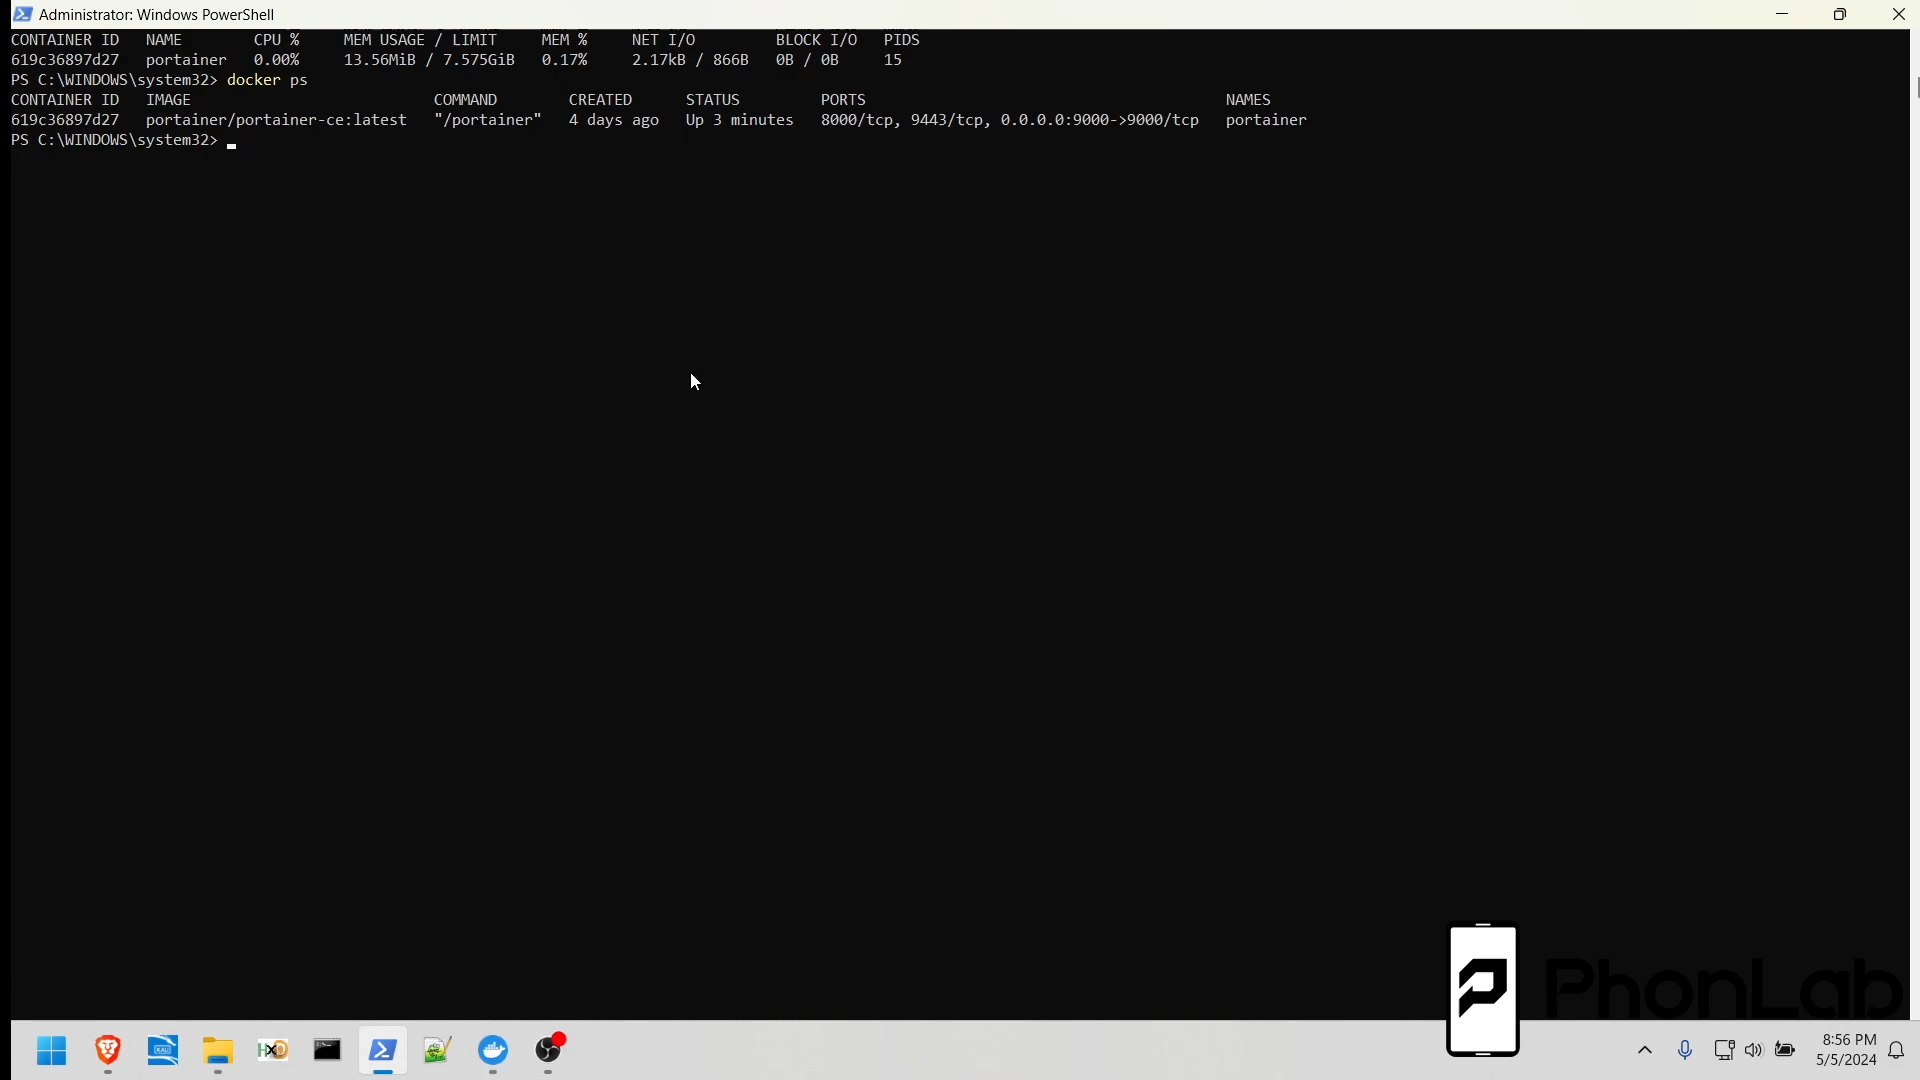 Administrator: Windows PowerShell
CONTAINER ID   NAME        CPU %     MEM USAGE / LIMIT     MEM %     NET I/O         BLOCK I/O   PIDS
619c36897d27   portainer   0.00%     13.56MiB / 7.575GiB   0.17%     2.17kB / 866B   0B / 0B     15
PS C:\WINDOWS\system32> docker ps
CONTAINER ID   IMAGE                           COMMAND        CREATED      STATUS         PORTS                                        NAMES
619c36897d27   portainer/portainer-ce:latest   "/portainer"   4 days ago   Up 3 minutes   8000/tcp, 9443/tcp, 0.0.0.0:9000->9000/tcp   portainer
PS C:\WINDOWS\system32>
PhonLab
KALI
HxD
8:56 PM
5/5/2024